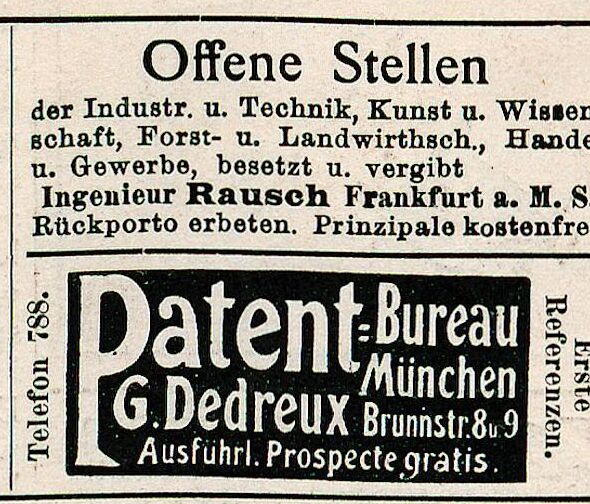 Offene Stellen
der Industr. u. Technik, Kunst u. Wissen
schaft, Forst- u. Landwirthsch., Hande
u. Gewerbe, besetzt u. vergibt
Ingenieur Rausch Frankfurt a. M. S.
Rückporto erbeten. Prinzipale kostenfre
Telefon 788.
Patent-Bureau
München
G. Dedreux Brunnstr. 8 u 9
Ausführl. Prospecte gratis.
Erste
Referenzen.